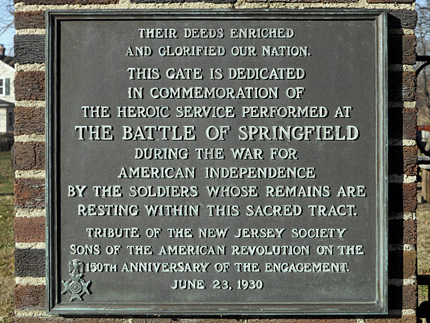 THEIR DEEDS ENRICHED
AND GLORIFIED OUR NATION.
THIS GATE IS DEDICATED
IN COMMEMORATION OF
THE HEROIC SERVICE PERFORMED AT
THE BATTLE OF SPRINGFIELD
DURING THE WAR FOR
AMERICAN INDEPENDENCE
BY THE SOLDIERS WHOSE REMAINS ARE
RESTING WITHIN THIS SACRED TRACT.
TRIBUTE OF THE NEW JERSEY SOCIETY
SONS OF THE AMERICAN REVOLUTION ON THE
150TH ANNIVERSARY OF THE ENGAGEMENT.
JUNE 23, 1930